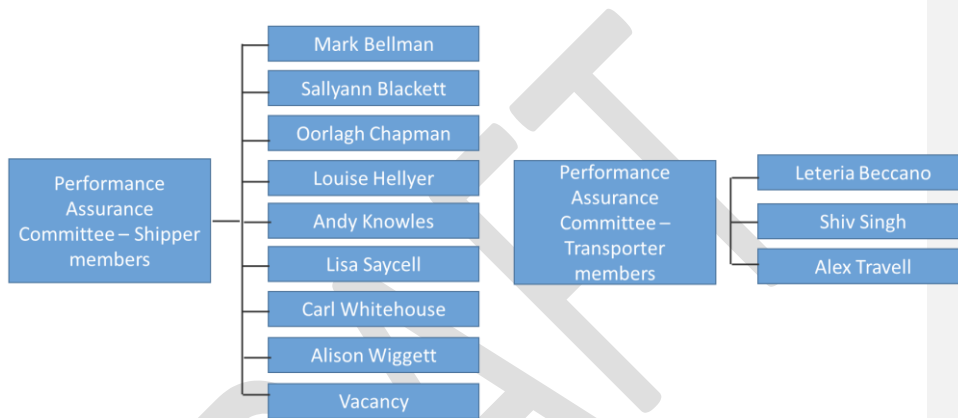 Performance
Assurance
Committee – Shipper
members
Mark Bellman
Sallyann Blackett
Oorlagh Chapman
Louise Hellyer
Andy Knowles
Lisa Saycell
Carl Whitehouse
Alison Wiggett
Vacancy
Performance
Assurance
Committee –
Transporter
members
Leteria Beccano
Shiv Singh
Alex Travell
DRAFT